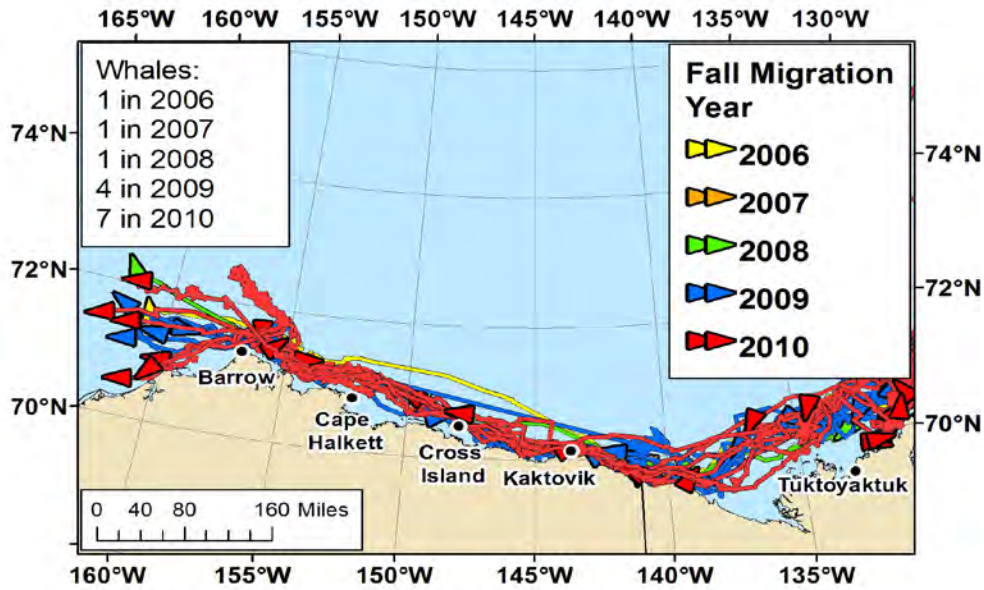 165°W 160°W 155°W 150°W 145°W 140°W 135°W 130°W
Whales:
1 in 2006
1 in 2007
1 in 2008
4 in 2009
7 in 2010
Fall Migration
Year
2006
2007
2008
2009
2010
74°N
74°N
72°N
72°N
70°N
70°N
Barrow
Cape
Halkett
Cross
Island
Kaktovik
Tuktoyaktuk
0 40 80 160 Miles
160°W 155°W 150°W 145°W 140°W 135°W